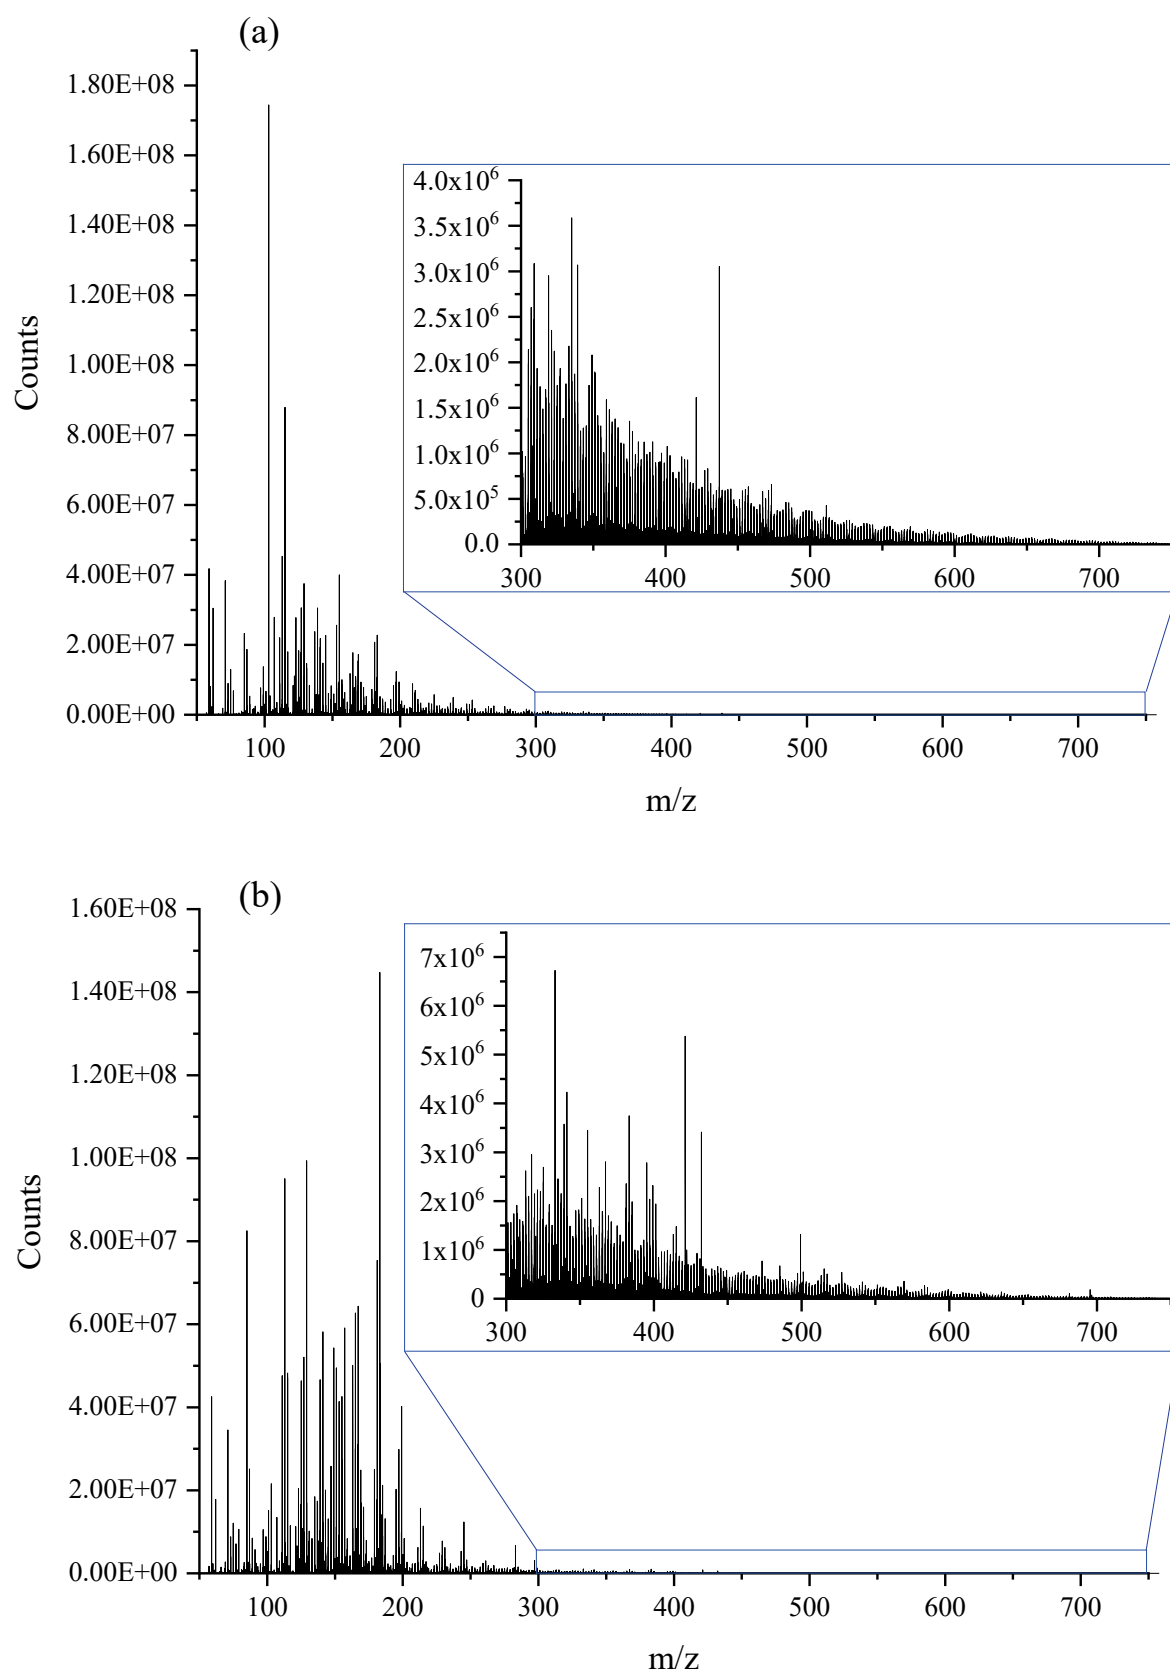 (a)
1.80E+08
1.60E+08
1.40E+08
1.20E+08
1.00E+08
8.00E+07
6.00E+07
4.00E+07
2.00E+07
0.00E+00
Counts
100 200 300 400 500 600 700
m/z
4.0x10⁶
3.5x10⁶
3.0x10⁶
2.5x10⁶
2.0x10⁶
1.5x10⁶
1.0x10⁶
5.0x10⁵
0.0
300 400 500 600 700
(b)
1.60E+08
1.40E+08
1.20E+08
1.00E+08
8.00E+07
6.00E+07
4.00E+07
2.00E+07
0.00E+00
Counts
100 200 300 400 500 600 700
m/z
7x10⁶
6x10⁶
5x10⁶
4x10⁶
3x10⁶
2x10⁶
1x10⁶
0
300 400 500 600 700